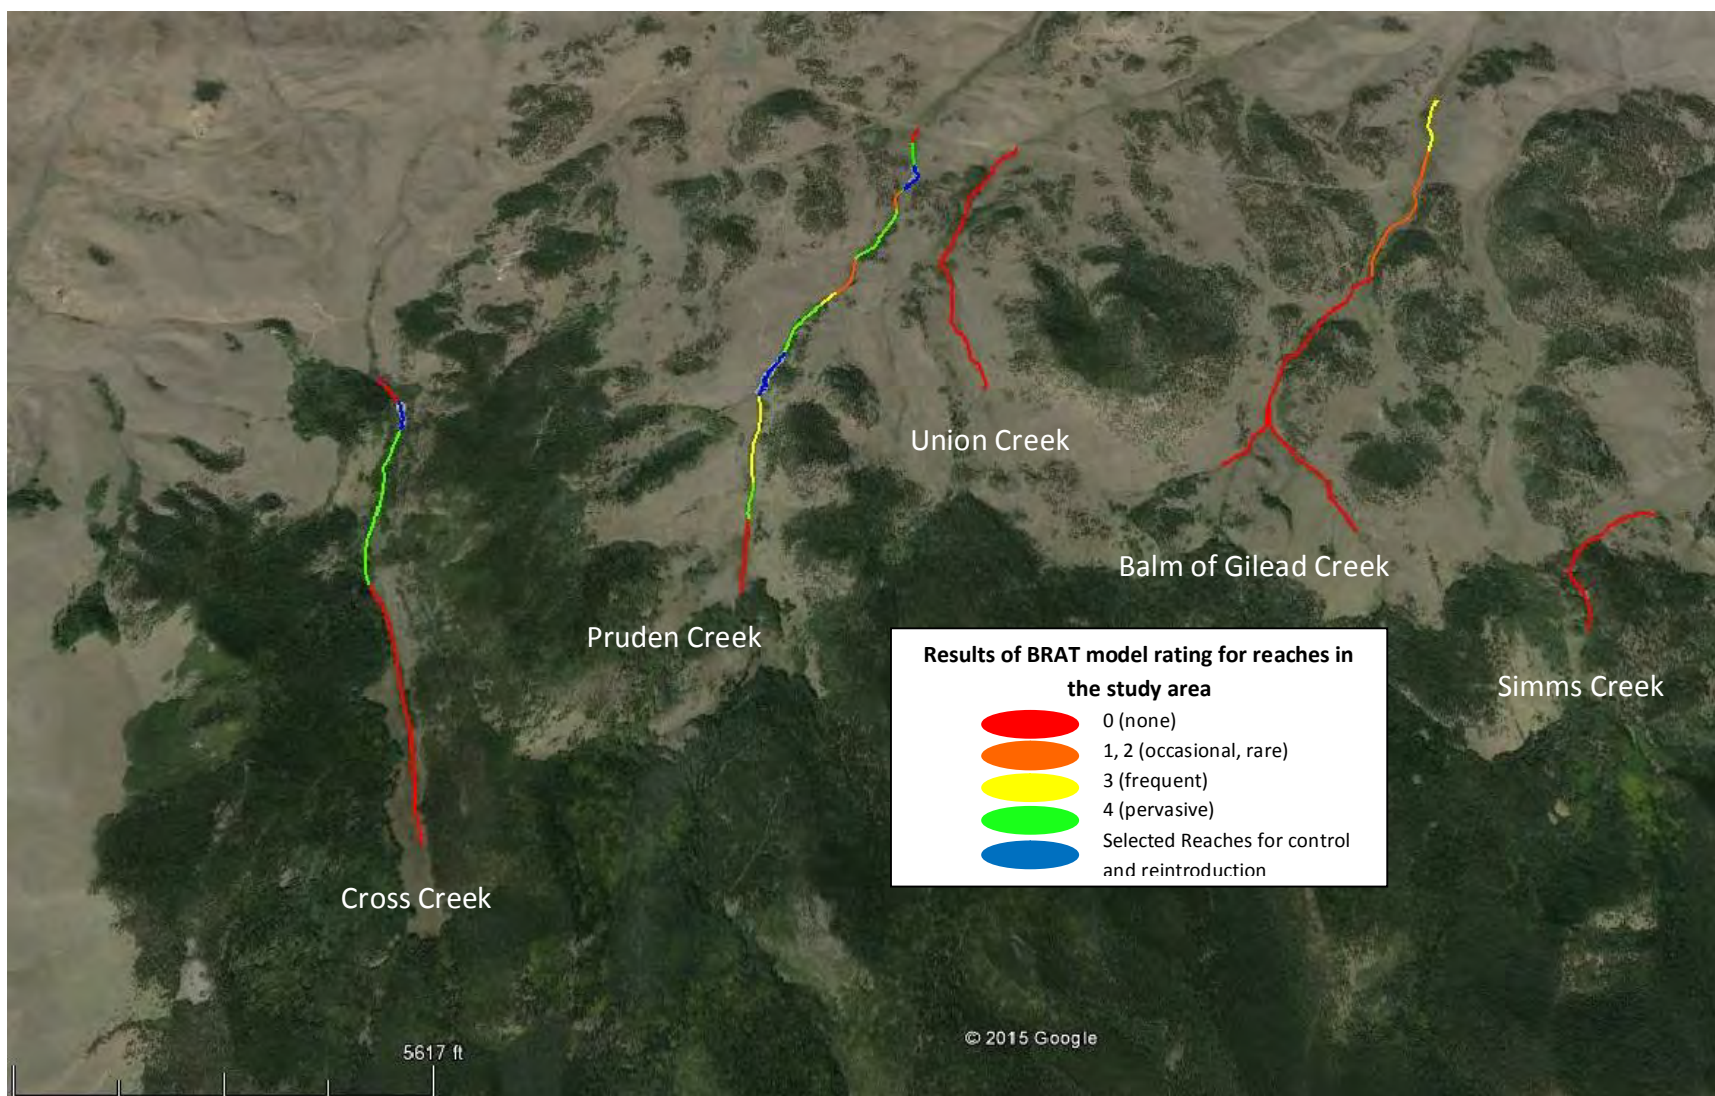 Union Creek
Balm of Gilead Creek
Pruden Creek
Simms Creek
Cross Creek
Results of BRAT model rating for reaches in
the study area
0 (none)
1, 2 (occasional, rare)
3 (frequent)
4 (pervasive)
Selected Reaches for control
and reintroduction
© 2015 Google
5617 ft